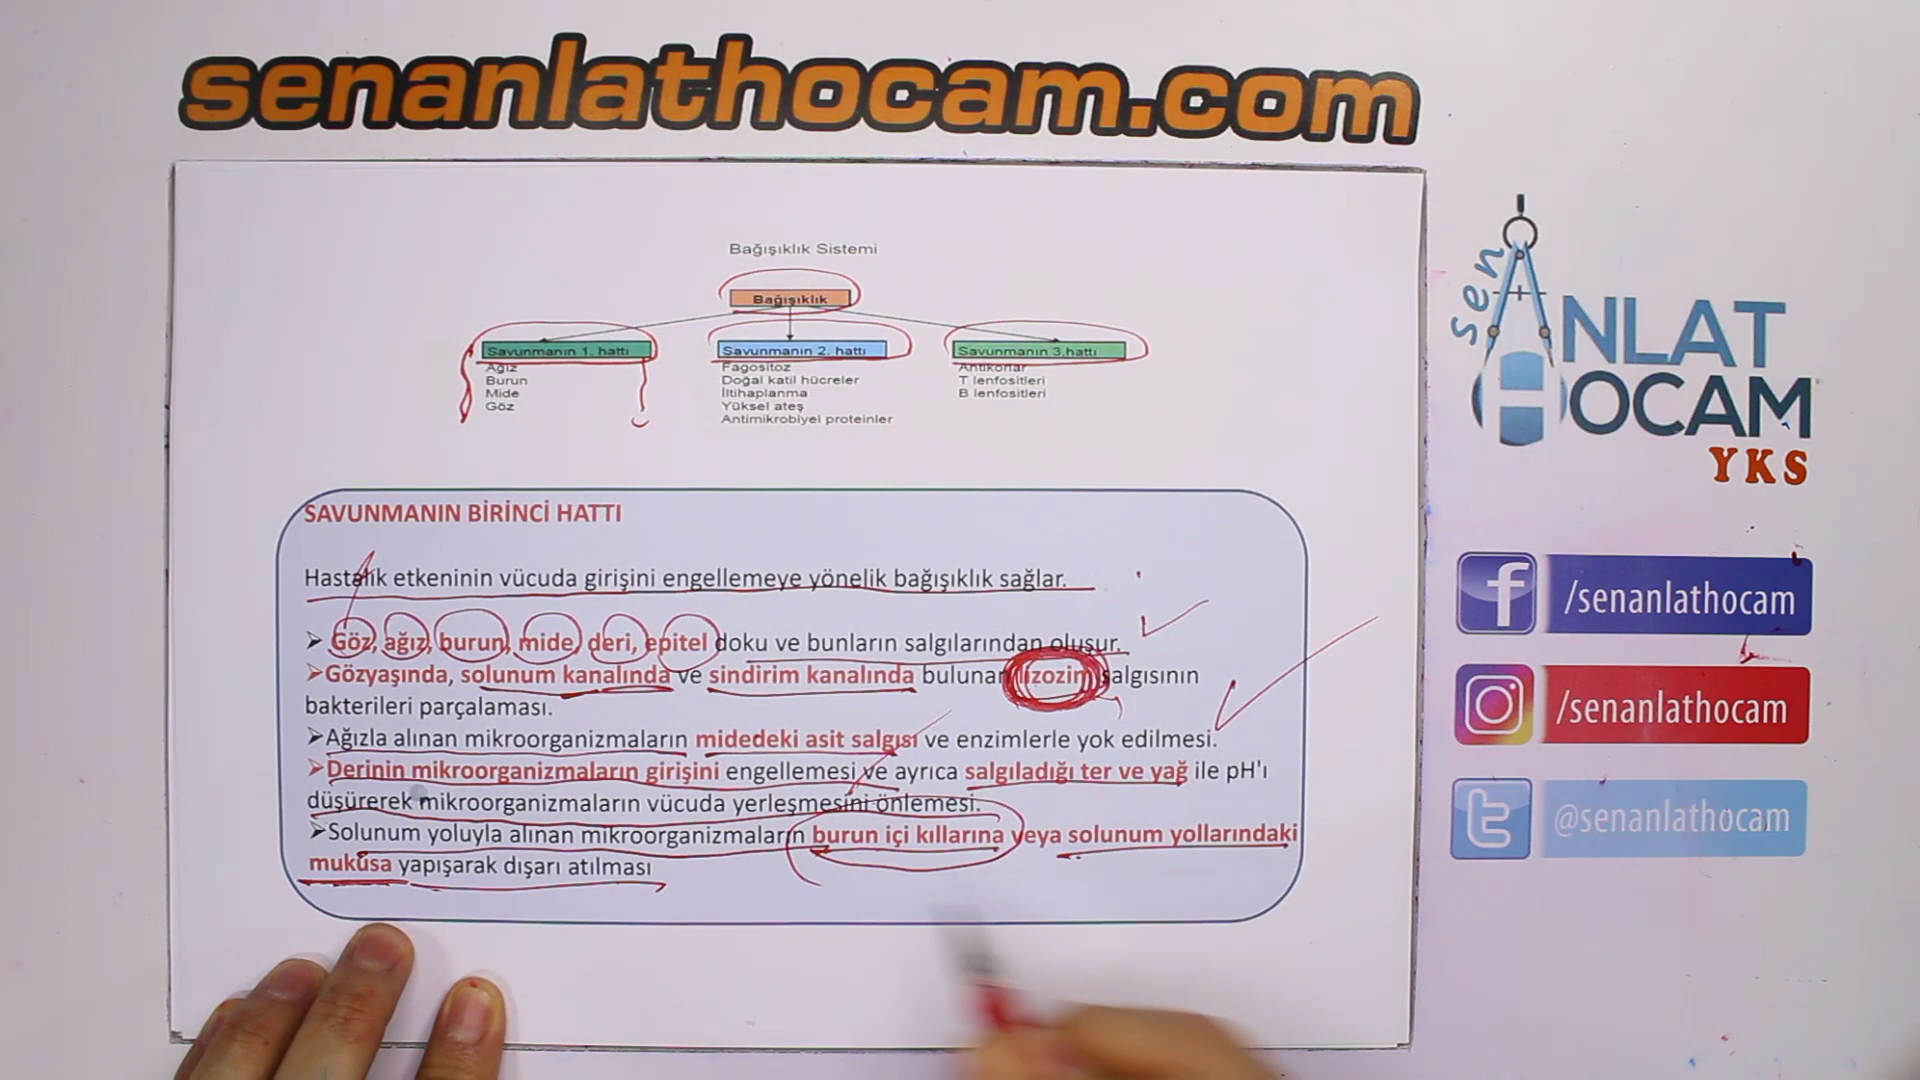 senanlathocam.com
Bağışıklık Sistemi
Bağışıklık
Savunmanın 1. hattı
Ağız
Burun
Mide
Göz
Savunmanın 2. hattı
Fagositoz
Doğal katil hücreler
İltihaplanma
Yüksel ateş
Antimikrobiyel proteinler
Savunmanın 3.hattı
Antikorlar
T lenfositleri
B lenfositleri
SAVUNMANIN BİRİNCİ HATTI
Hastalık etkeninin vücuda girişini engellemeye yönelik bağışıklık sağlar.
➤ Göz, ağız, burun, mide, deri, epitel doku ve bunların salgılarından oluşur.
➤Gözyaşında, solunum kanalında ve sindirim kanalında bulunan lizozim salgısının
bakterileri parçalaması.
➤Ağızla alınan mikroorganizmaların midedeki asit salgısı ve enzimlerle yok edilmesi.
➤Derinin mikroorganizmaların girişini engellemesi ve ayrıca salgıladığı ter ve yağ ile pH'ı
düşürerek mikroorganizmaların vücuda yerleşmesini önlemesi.
➤Solunum yoluyla alınan mikroorganizmaların burun içi kıllarına veya solunum yollarındaki
mukusa yapışarak dışarı atılması
sen
ANLAT
HOCAM
YKS
/senanlathocam
/senanlathocam
@senanlathocam